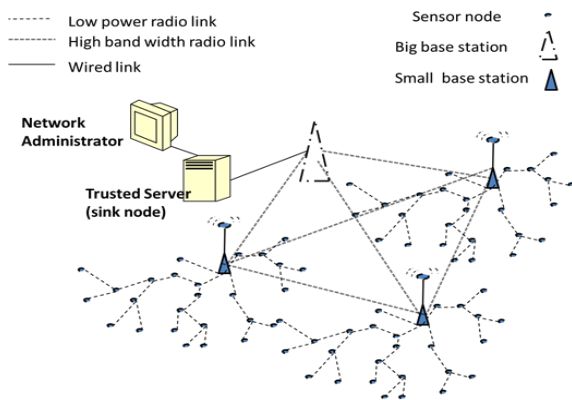 Low power radio link
High band width radio link
Wired link
Sensor node
Big base station
Small base station
Network
Administrator
Trusted Server
(sink node)